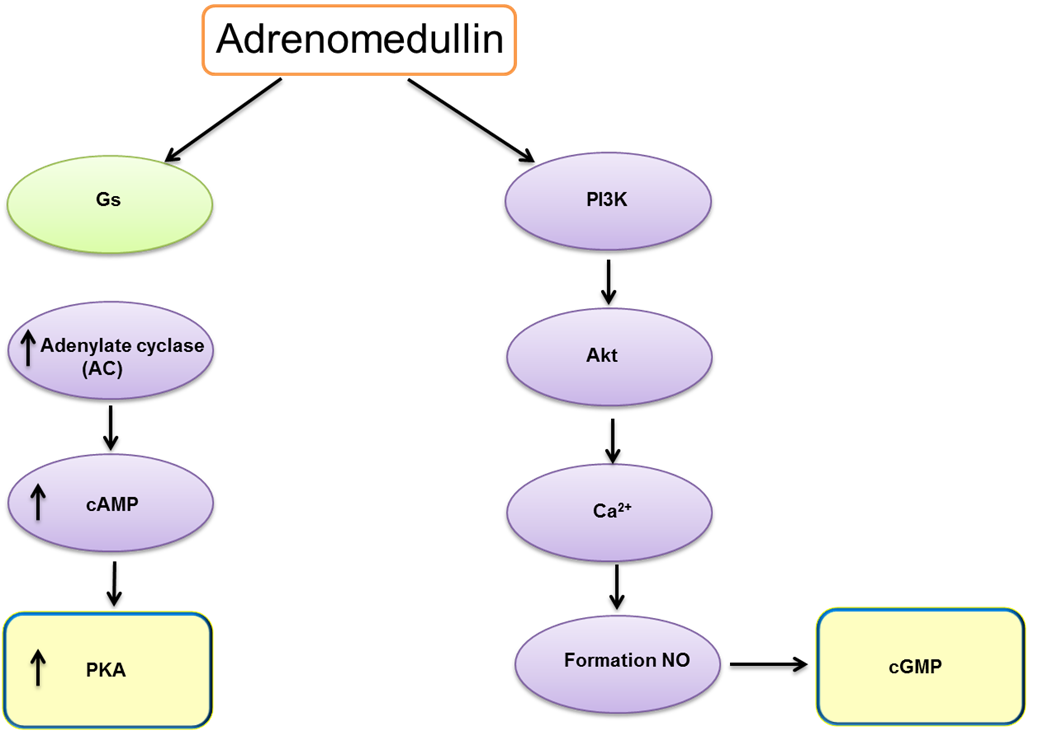 Adrenomedullin
Gs
PI3K
Adenylate cyclase
(AC)
Akt
cAMP
Ca²⁺
PKA
Formation NO
cGMP